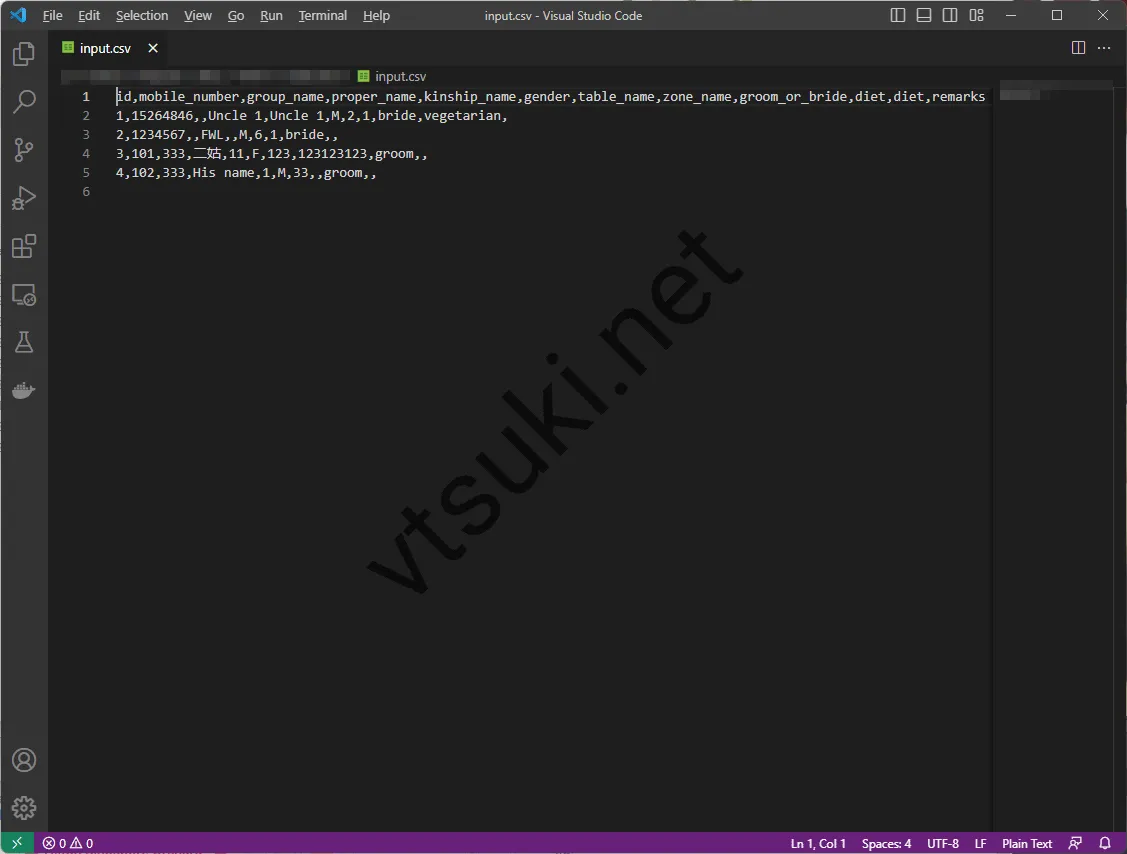 File Edit Selection View Go Run Terminal Help input.csv - Visual Studio Code
input.csv
input.csv
1 id,mobile_number,group_name,proper_name,kinship_name,gender,table_name,zone_name,groom_or_bride,diet,diet,remarks
2 1,15264846,,Uncle 1,Uncle 1,M,2,1,bride,vegetarian,
3 2,1234567,,FWL,,M,6,1,bride,,
4 3,101,333,二姑,11,F,123,123123123,groom,,
5 4,102,333,His name,1,M,33,,groom,,
6
vtsuki.net
0 0 Ln 1, Col 1 Spaces: 4 UTF-8 LF Plain Text